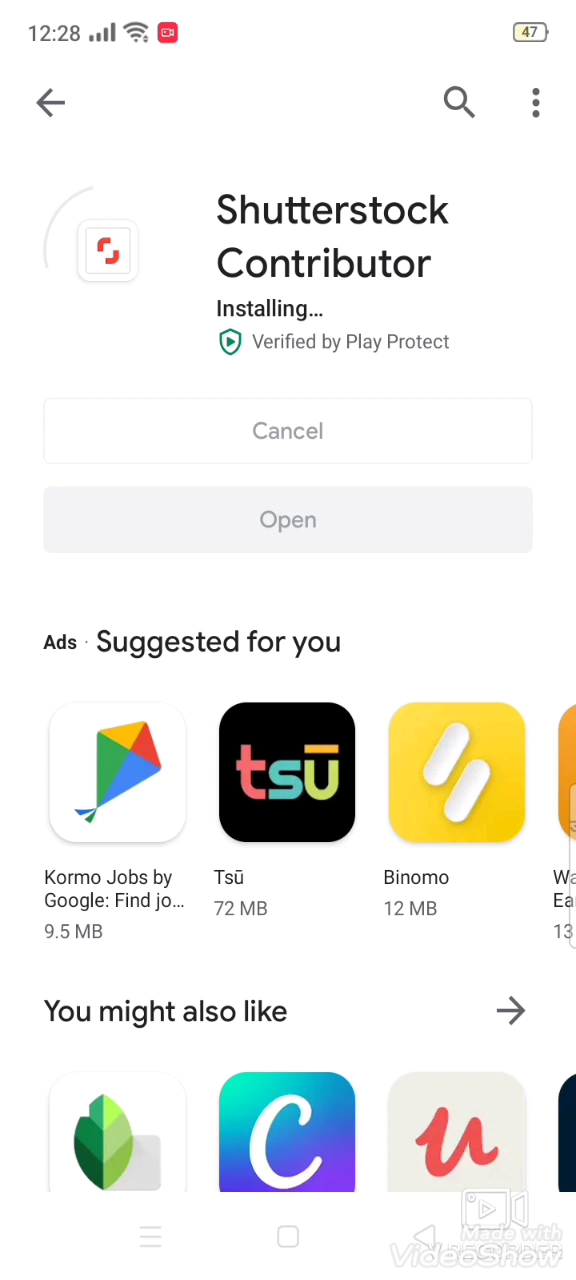 12:28
47
Shutterstock
Contributor
Installing...
Verified by Play Protect
Cancel
Open
Ads · Suggested for you
tsū
Kormo Jobs by
Google: Find jo...
9.5 MB
Tsū
72 MB
Binomo
12 MB
Wa
Ea
13
You might also like
C
u
Made with
RECORDER
VideoShow